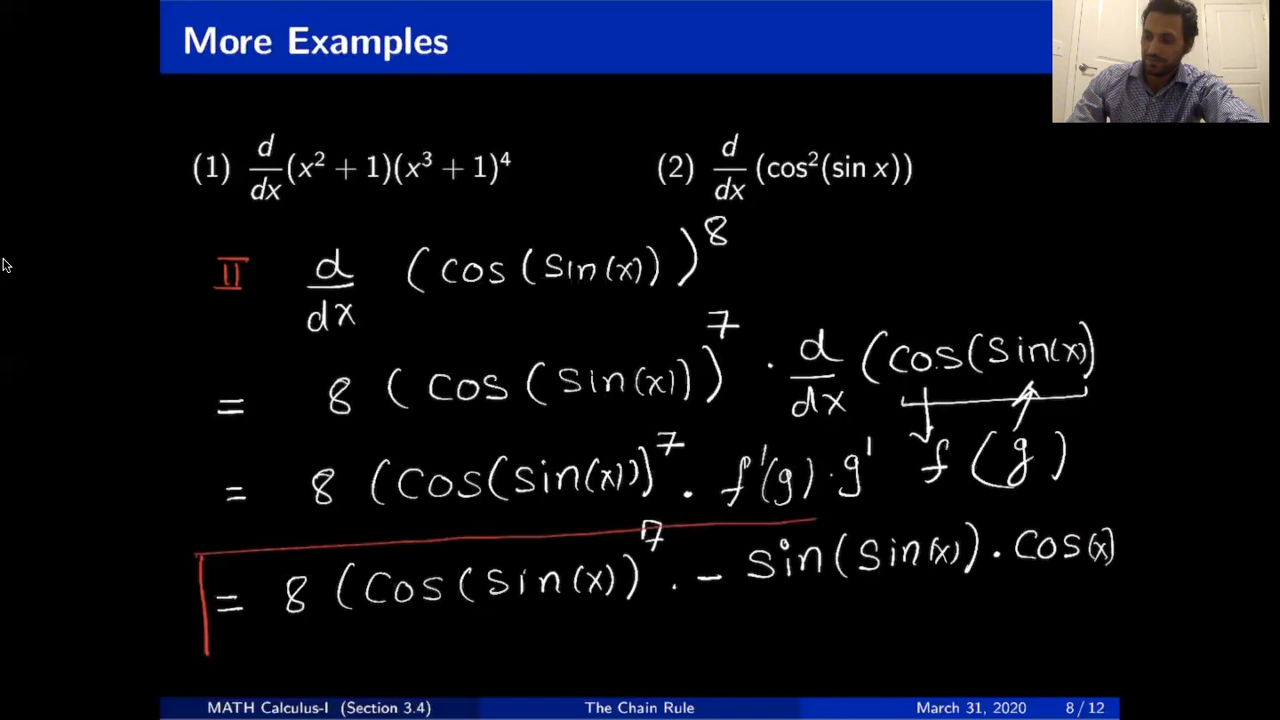 More Examples
(1) d/dx (x² + 1)(x³ + 1)⁴ (2) d/dx (cos²(sin x))
II d/dx (cos(sin(x)))⁸
= 8 (cos(sin(x)))⁷ · d/dx (cos(sin(x))
= 8 (cos(sin(x))⁷ · f'(g) · g' f(g)
= 8 (cos(sin(x))⁷ · - sin(sin(x)) · cos(x)
MATH Calculus-I (Section 3.4) The Chain Rule March 31, 2020 8 / 12